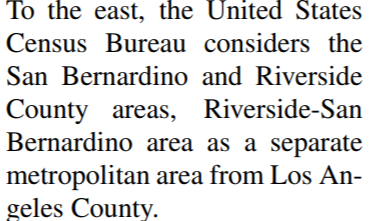 To the east, the United States
Census Bureau considers the
San Bernardino and Riverside
County areas, Riverside-San
Bernardino area as a separate
metropolitan area from Los An-
geles County.